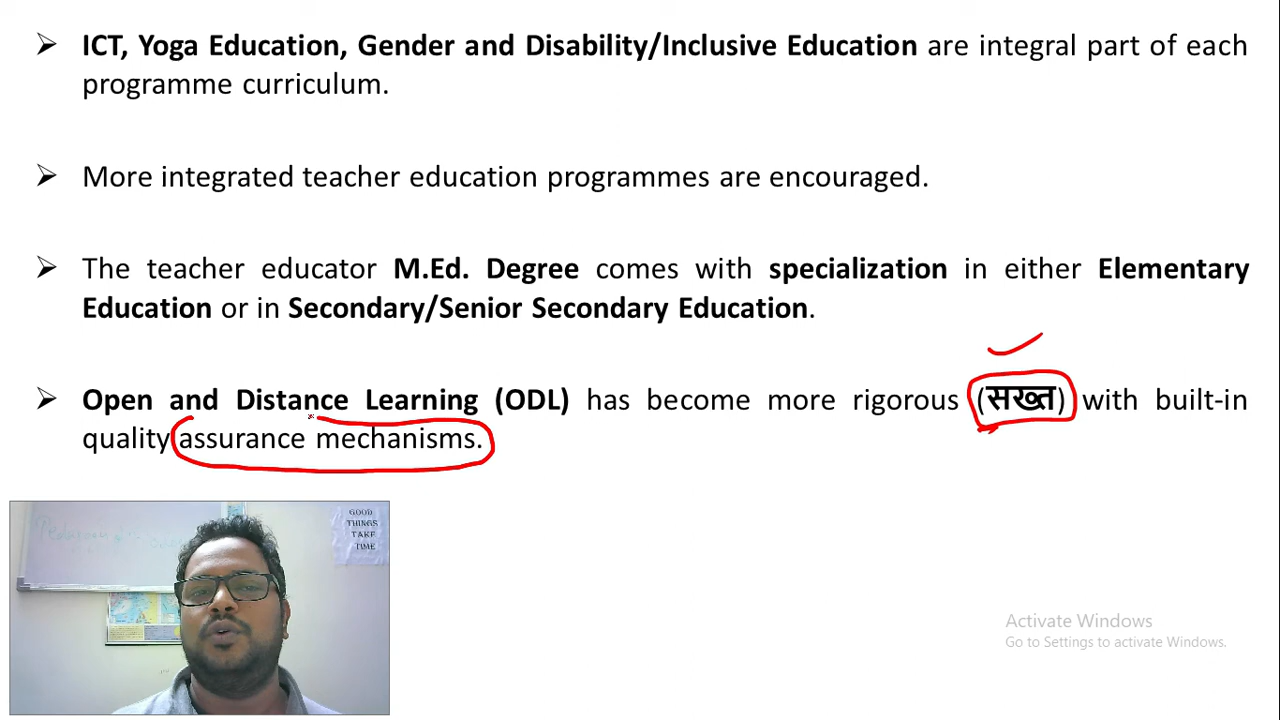 ICT, Yoga Education, Gender and Disability/Inclusive Education are integral part of each
programme curriculum.
More integrated teacher education programmes are encouraged.
The teacher educator M.Ed. Degree comes with specialization in either Elementary
Education or in Secondary/Senior Secondary Education.
Open and Distance Learning (ODL) has become more rigorous (सख्त) with built-in
quality assurance mechanisms.
GOOD
THINGS
TAKE
TIME
Activate Windows
Go to Settings to activate Windows.